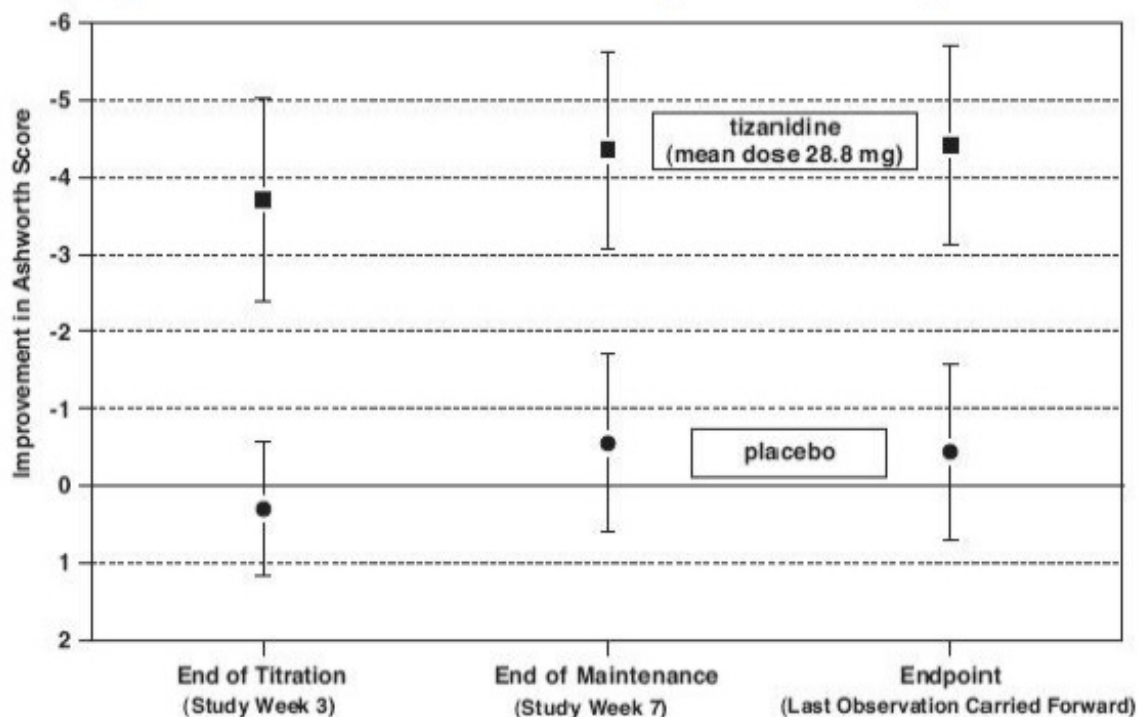 Improvement in Ashworth Score
-6
-5
-4
-3
-2
-1
0
1
2
tizanidine
(mean dose 28.8 mg)
placebo
End of Titration
(Study Week 3)
End of Maintenance
(Study Week 7)
Endpoint
(Last Observation Carried Forward)